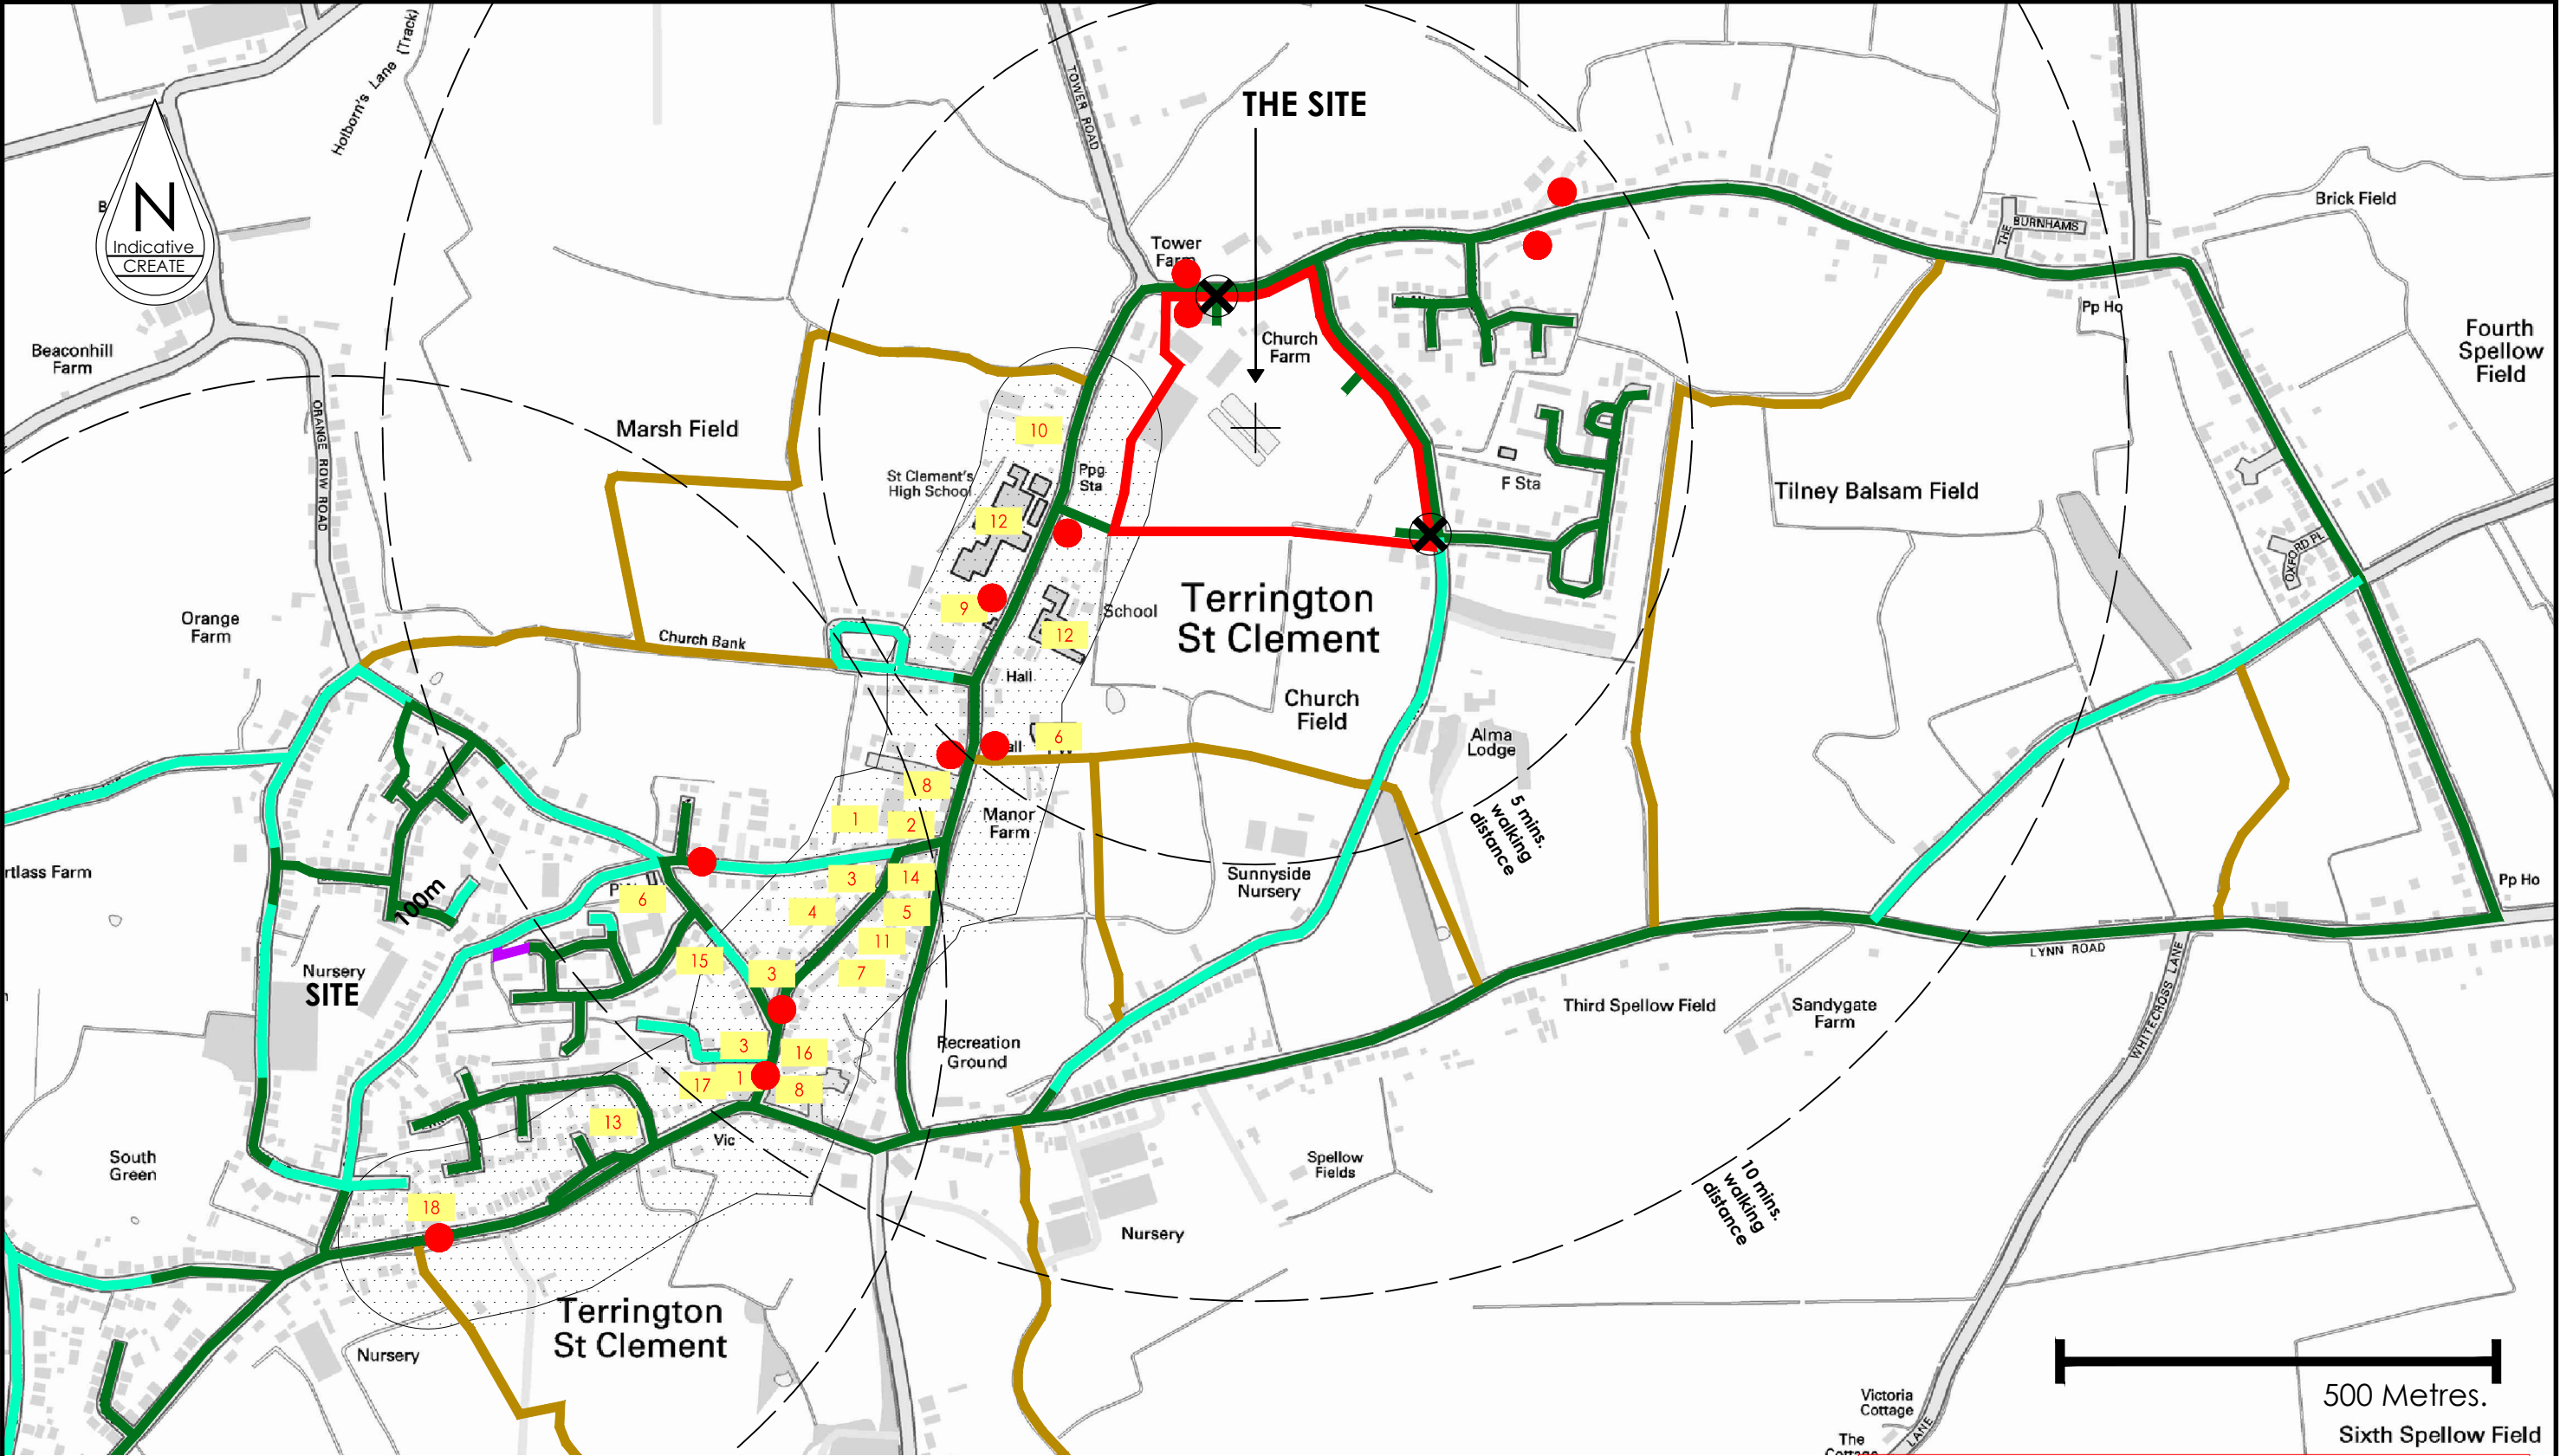 Holborn's Lane (Track)
TOWER ROAD
THE SITE
N
Indicative
CREATE
Tower
Farm
THE
BURNHAMS
Brick Field
Pp Ho
Beaconhill
Farm
Church
Farm
Fourth
Spellow
Field
ORANGE ROW ROAD
Marsh Field
10
St Clement's
High School
Ppg
Sta
F Sta
Tilney Balsam Field
12
OXFORD PL
9
School
Terrington
St Clement
12
Orange
Farm
Church Bank
Hall
Church
Field
6
Alma
Lodge
8
1
2
Manor
Farm
5 mins.
walking
distance
rtlass Farm
3
14
Sunnyside
Nursery
Pp Ho
6
100m
4
5
11
LYNN ROAD
15
3
7
Nursery
SITE
Third Spellow Field
Sandygate
Farm
WHITECROSS LANE
3
16
Recreation
Ground
17
1
8
13
Vic
South
Green
Spellow
Fields
10 mins.
walking
distance
18
Nursery
Terrington
St Clement
Nursery
500 Metres.
Victoria
Cottage
Sixth Spellow Field
The
LANE